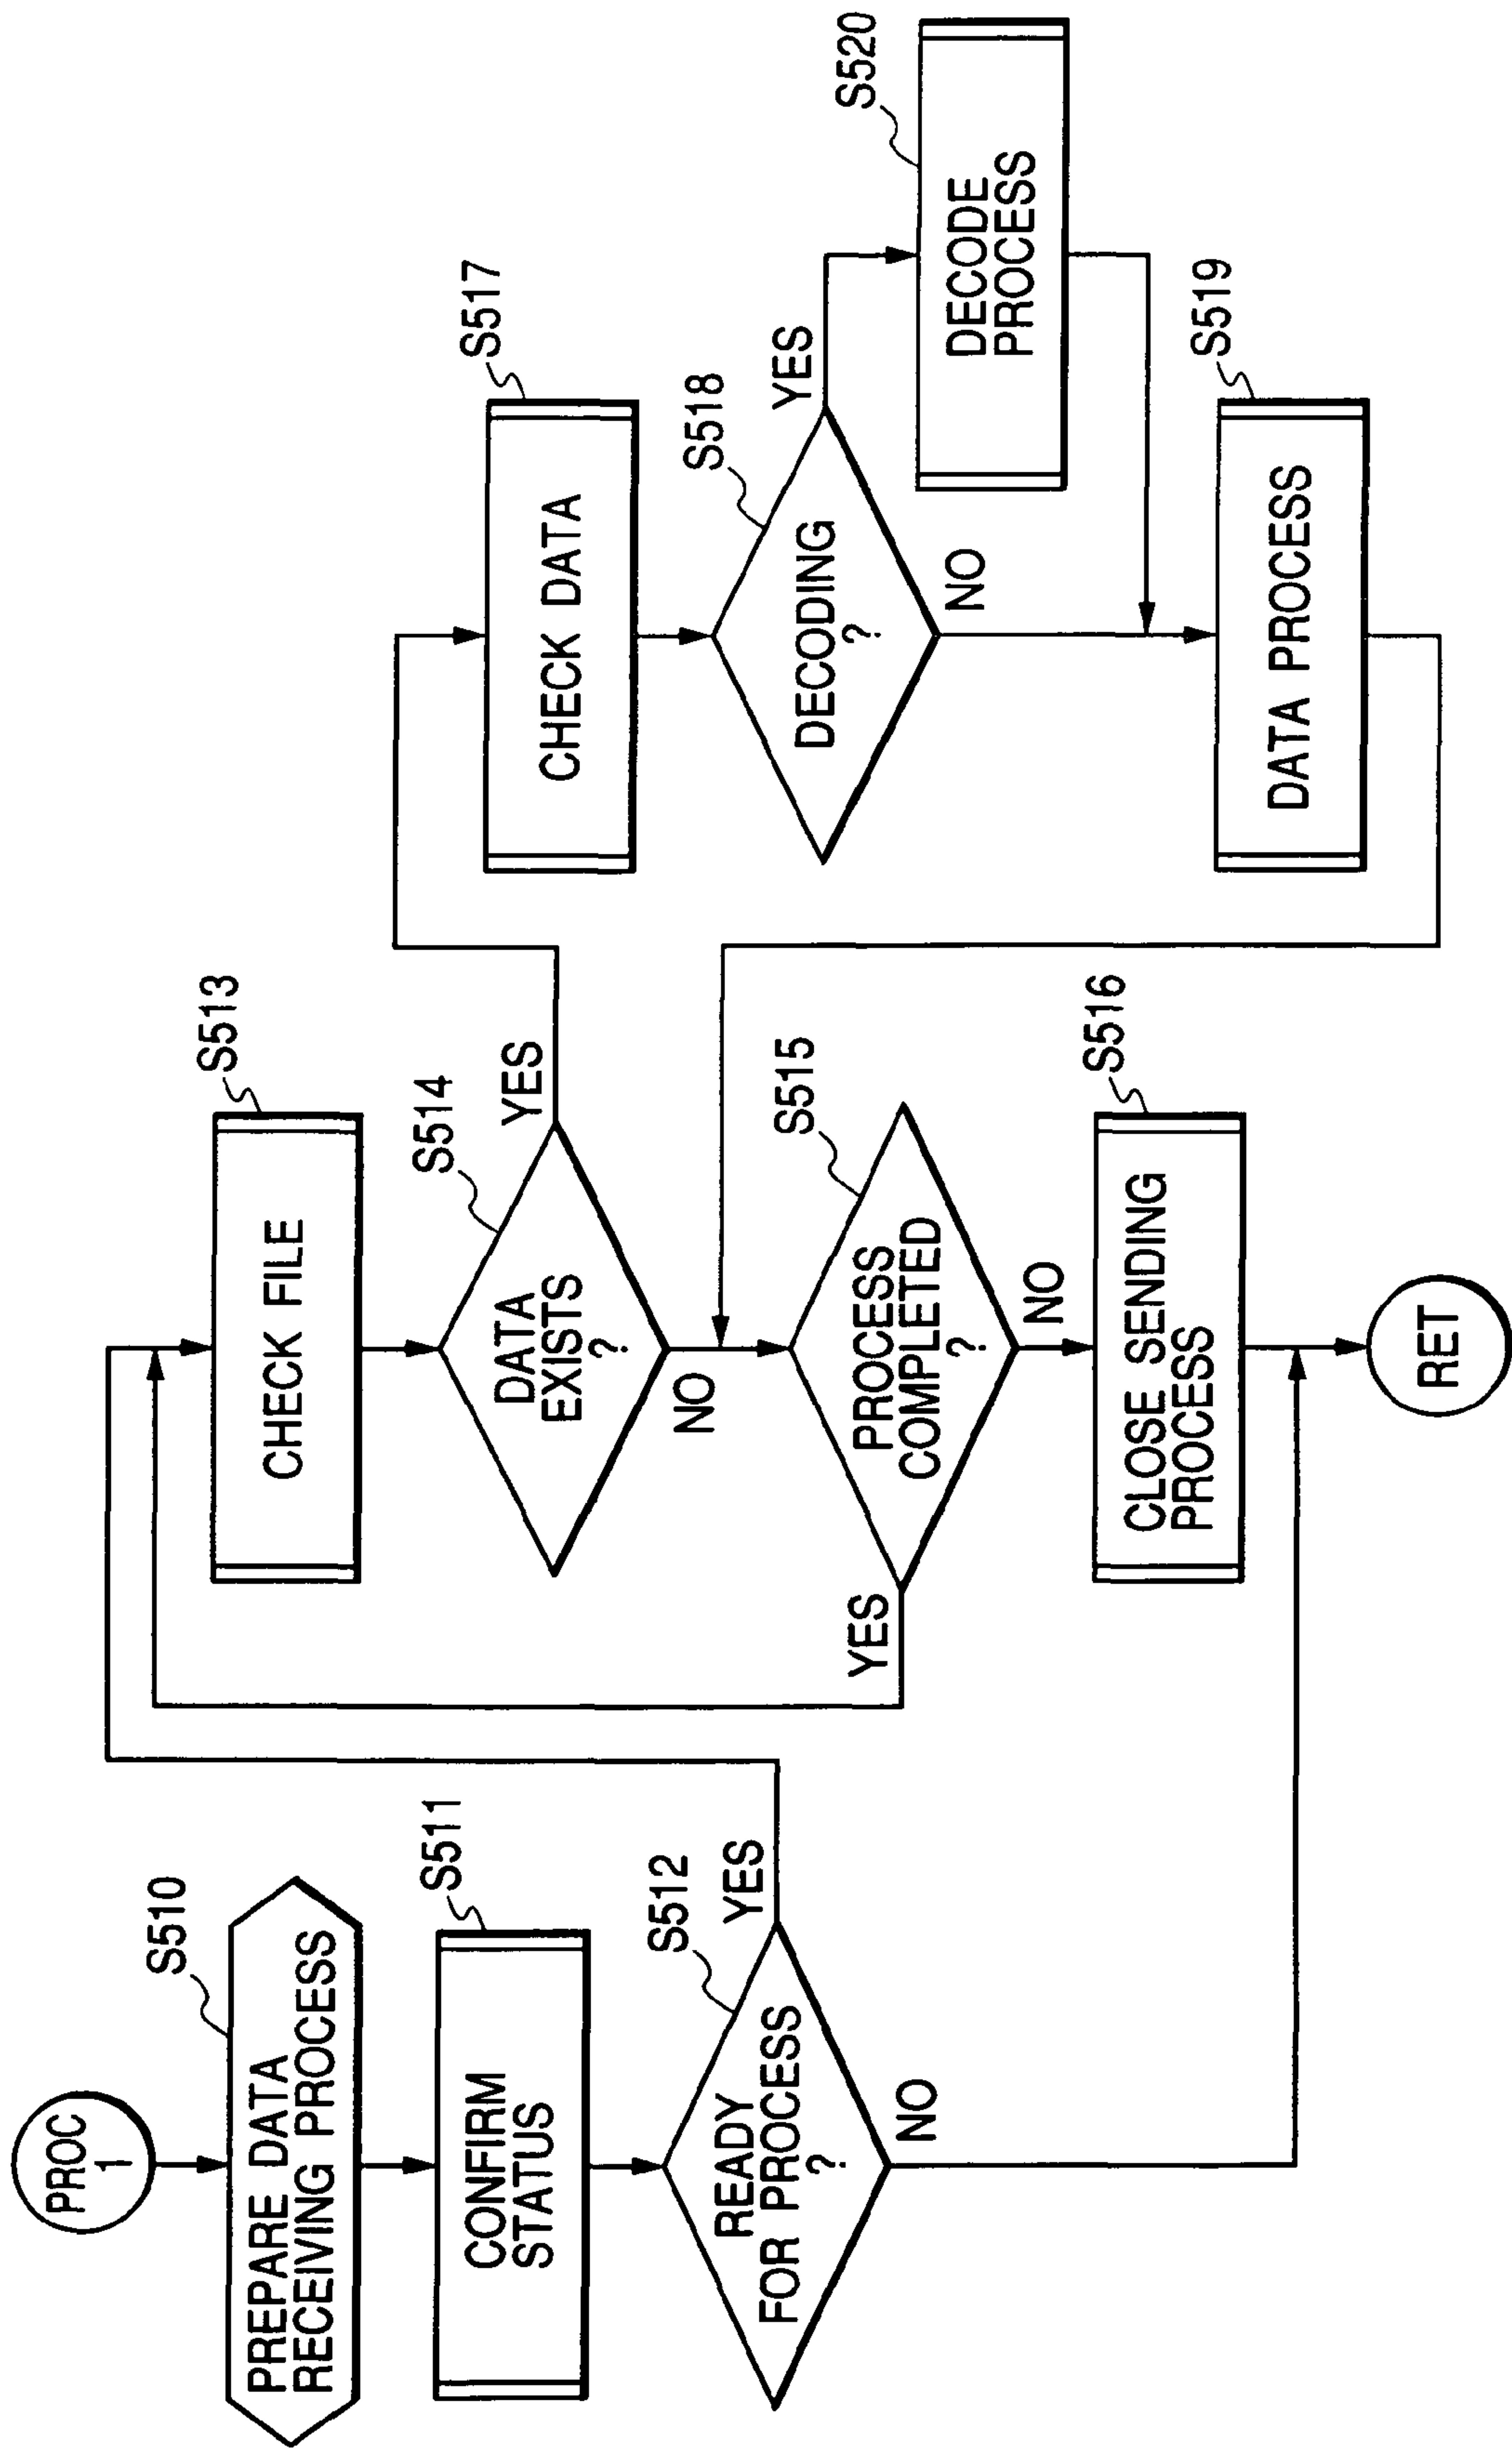 PROC
1
S510
PREPARE DATA
RECEIVING PROCESS
S511
CONFIRM
STATUS
S512
READY
FOR PROCESS
?
YES
NO
S513
CHECK FILE
S514
DATA
EXISTS
?
YES
NO
S515
PROCESS
COMPLETED
?
YES
NO
S516
CLOSE SENDING
PROCESS
RET
S517
CHECK DATA
S518
DECODING
?
YES
NO
S520
DECODE
PROCESS
S519
DATA PROCESS